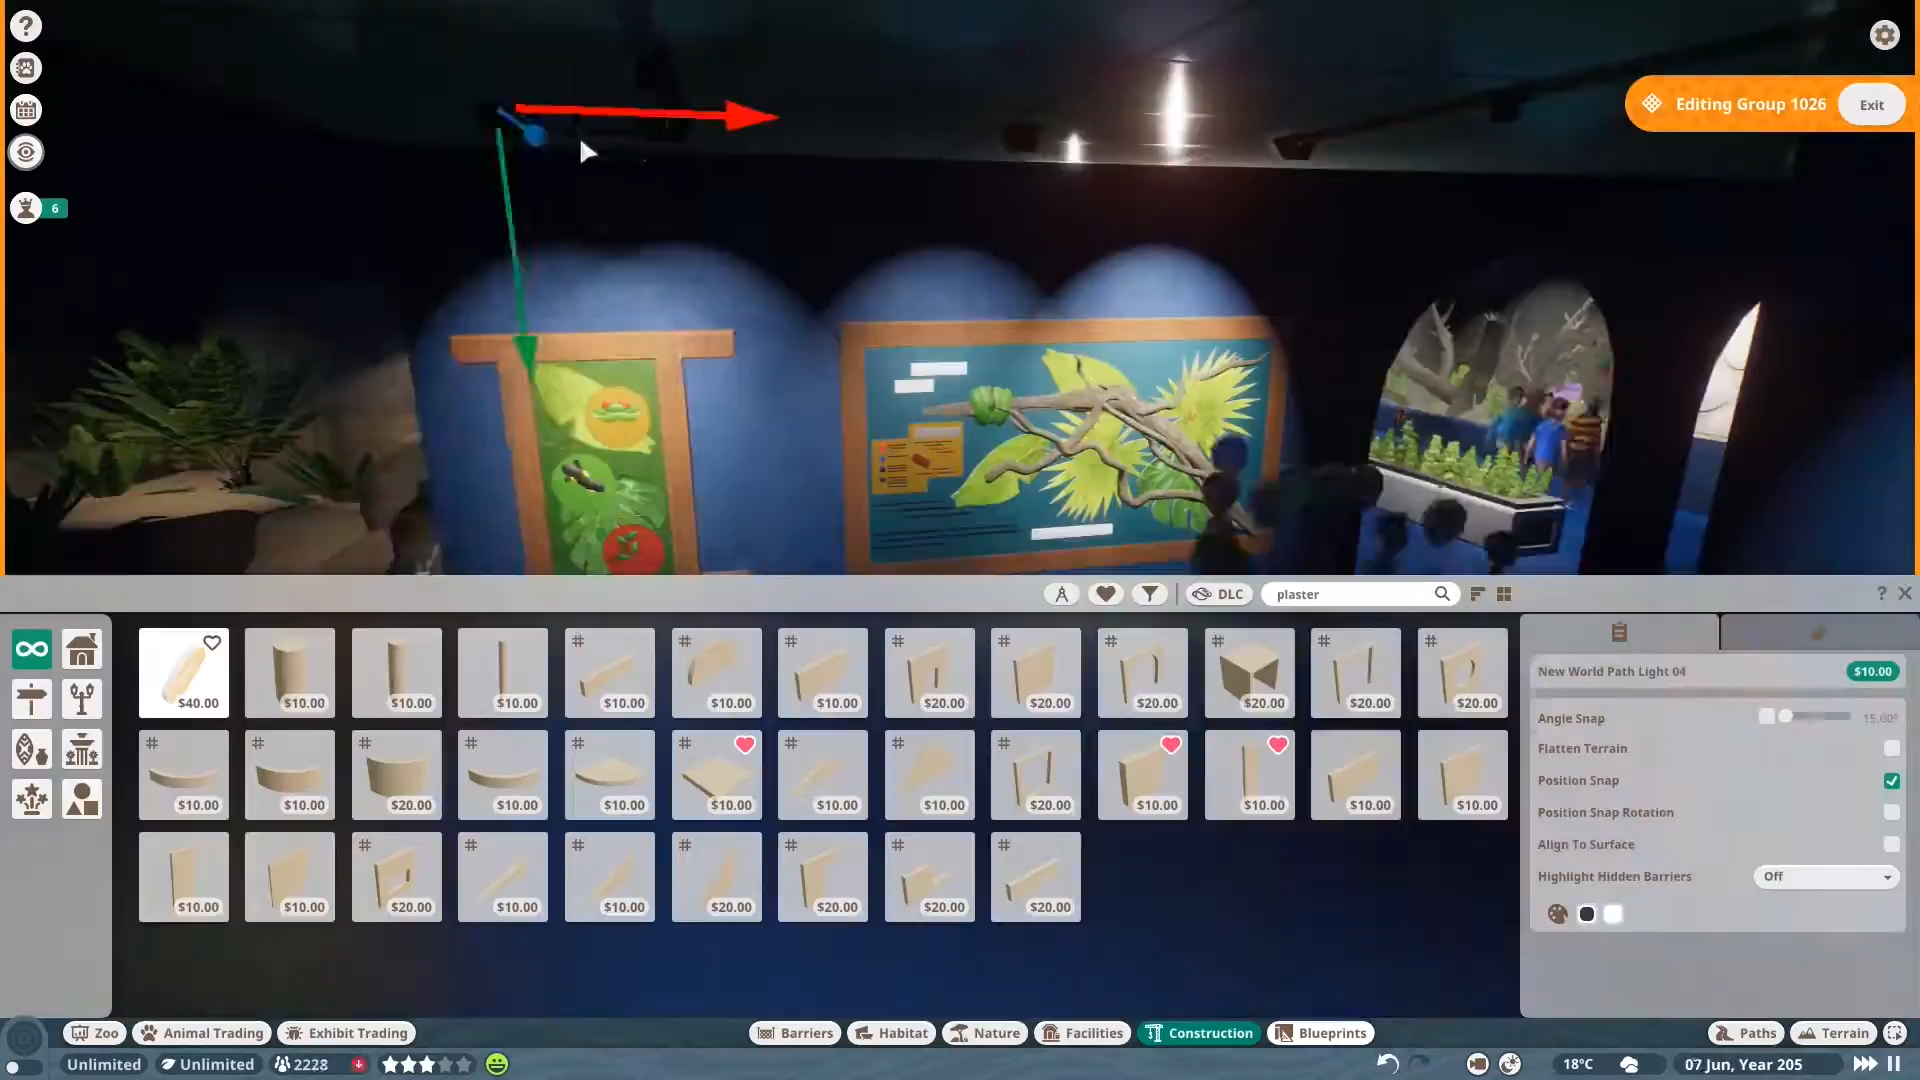 ?
Editing Group 1026
Exit
6
DLC
plaster
?
$40.00
$10.00
$10.00
$10.00
$10.00
$10.00
$10.00
$20.00
$10.00
$20.00
$20.00
$20.00
$20.00
$10.00
$10.00
$20.00
$10.00
$10.00
$10.00
$10.00
$10.00
$20.00
$10.00
$10.00
$10.00
$10.00
$10.00
$10.00
$20.00
$10.00
$10.00
$20.00
$20.00
$20.00
$20.00
New World Path Light 04
$10.00
Angle Snap
15.00°
Flatten Terrain
Position Snap
Position Snap Rotation
Align To Surface
Highlight Hidden Barriers
Off
Zoo
Animal Trading
Exhibit Trading
Barriers
Habitat
Nature
Facilities
Construction
Blueprints
Paths
Terrain
Unlimited
Unlimited
2228
18°C
07 Jun, Year 205